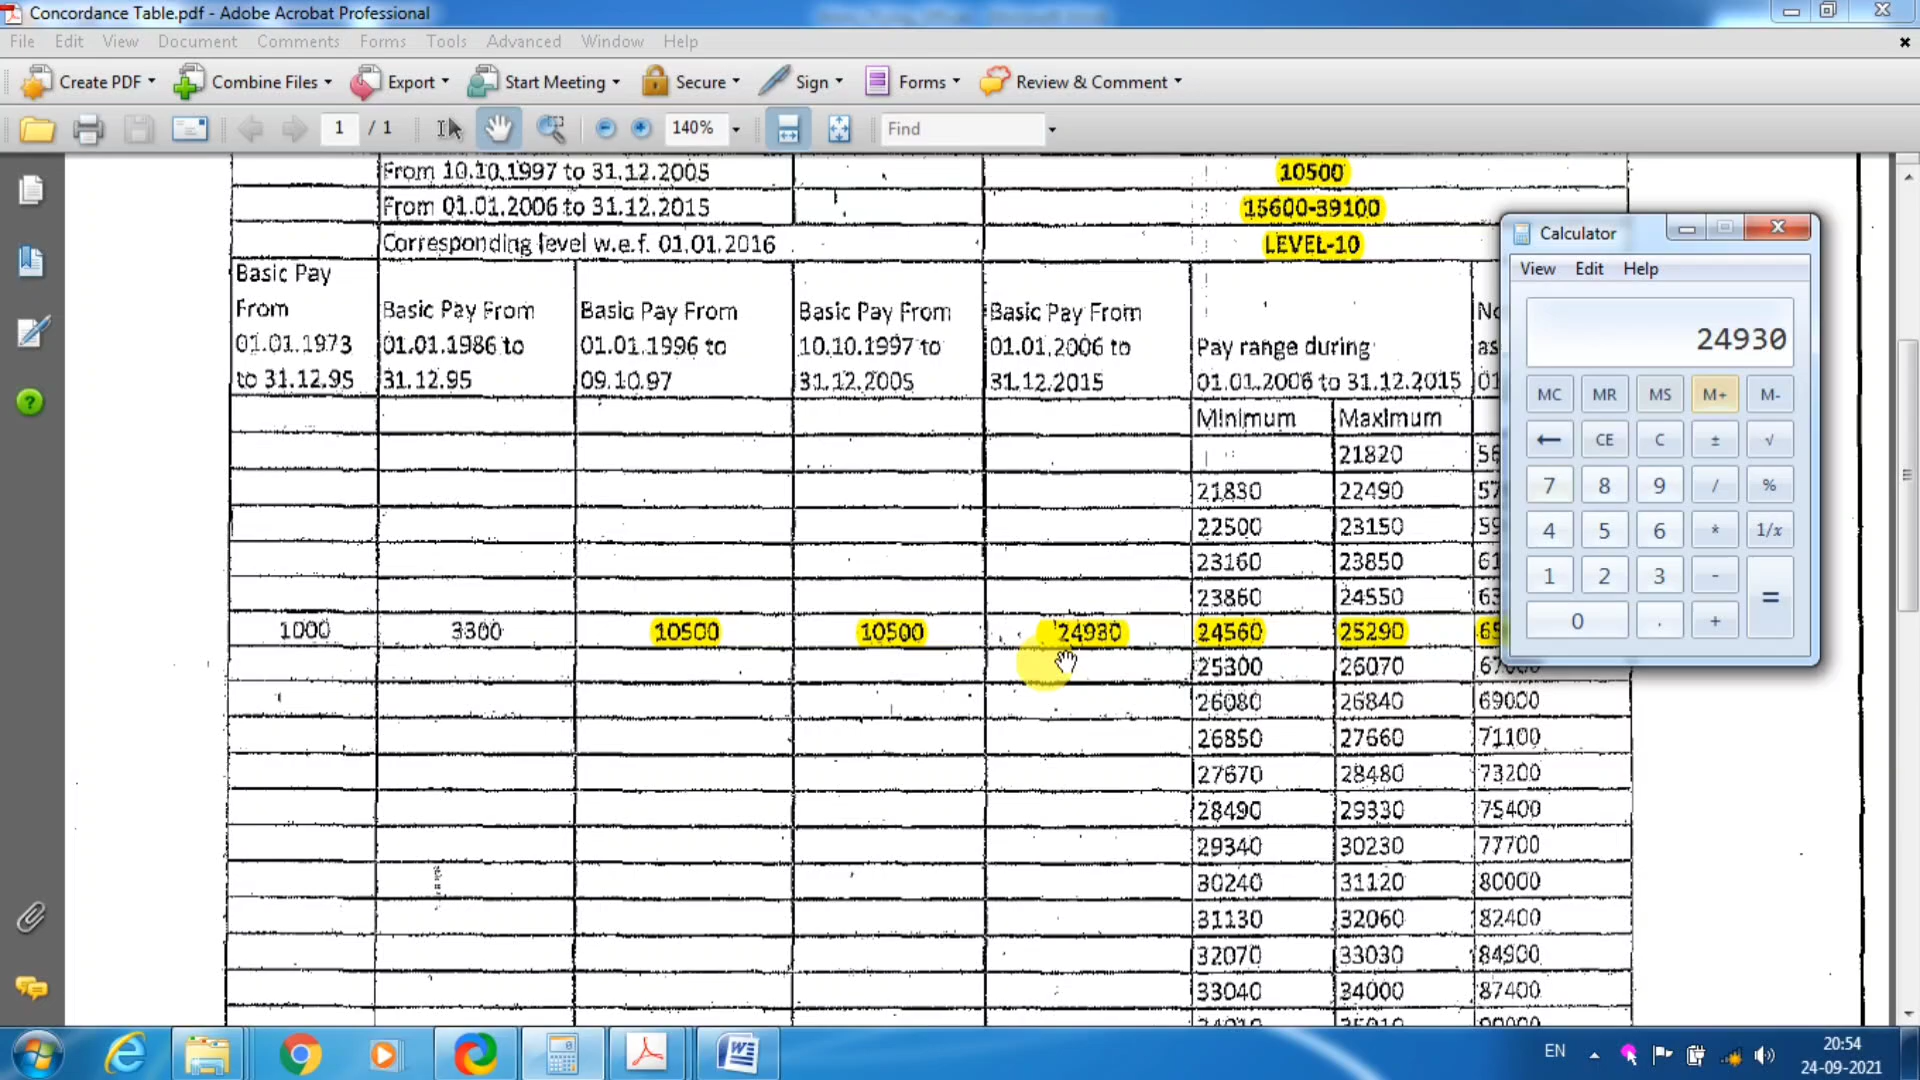 Concordance Table.pdf - Adobe Acrobat Professional
File Edit View Document Comments Forms Tools Advanced Window Help
Create PDF Combine Files Export Start Meeting Secure Sign Forms Review & Comment
1 / 1 140% Find
From 10.10.1997 to 31.12.2005 10500
From 01.01.2006 to 31.12.2015 15600-39100
Corresponding level w.e.f. 01.01.2016 LEVEL-10
Basic Pay
From
01.01.1973
to 31.12.95
Basic Pay From
01.01.1986 to
31.12.95
Basic Pay From
01.01.1996 to
09.10.97
Basic Pay From
10.10.1997 to
31.12.2005
Basic Pay From
01.01.2006 to
31.12.2015
Pay range during
01.01.2006 to 31.12.2015
Minimum Maximum
21820
21830 22490
22500 23150
23160 23850
23860 24550
1000 3300 10500 10500 24930 24560 25290
25300 26070
26080 26840 69000
26850 27660 71100
27670 28480 73200
28490 29330 75400
29340 30230 77700
30240 31120 80000
31130 32060 82400
32070 33030 84900
33040 34000 87400
Calculator
View Edit Help
24930
MC MR MS M+ M-
← CE C ± √
7 8 9 / %
4 5 6 * 1/x
1 2 3 - =
0 . +
EN
20:54
24-09-2021